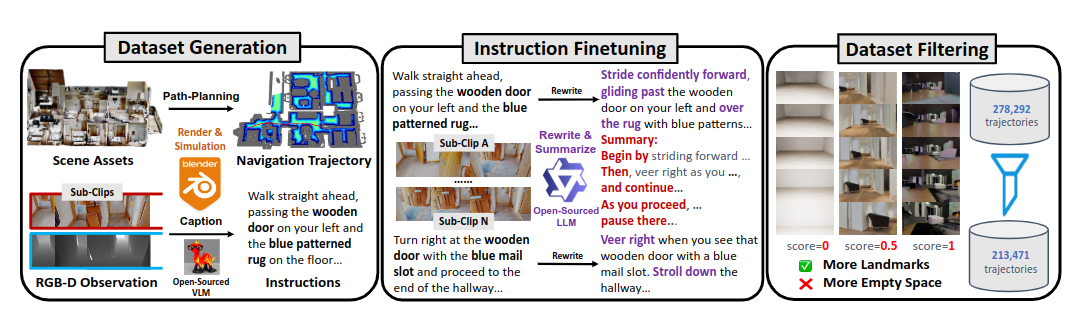 Dataset Generation
Path-Planning
Render &
Simulation
blender
Scene Assets
Navigation Trajectory
Sub-Clips
Caption
Open-Sourced
VLM
RGB-D Observation
Walk straight ahead,
passing the wooden
door on your left and
the blue patterned
rug on the floor...
Instructions
Instruction Finetuning
Walk straight ahead,
passing the wooden door
on your left and the blue
patterned rug...
Rewrite
Stride confidently forward,
gliding past the wooden
door on your left and over
the rug with blue patterns...
Sub-Clip A
......
Sub-Clip N
Rewrite &
Summarize
Open-Sourced
LLM
Summary:
Begin by striding forward ...
Then, veer right as you ...,
and continue...
As you proceed, ...
pause there...
Turn right at the wooden
door with the blue mail
slot and proceed to the
end of the hallway...
Rewrite
Veer right when you see that
wooden door with a blue
mail slot. Stroll down the
hallway...
Dataset Filtering
score=0 score=0.5 score=1
More Landmarks
More Empty Space
278,292
trajectories
213,471
trajectories